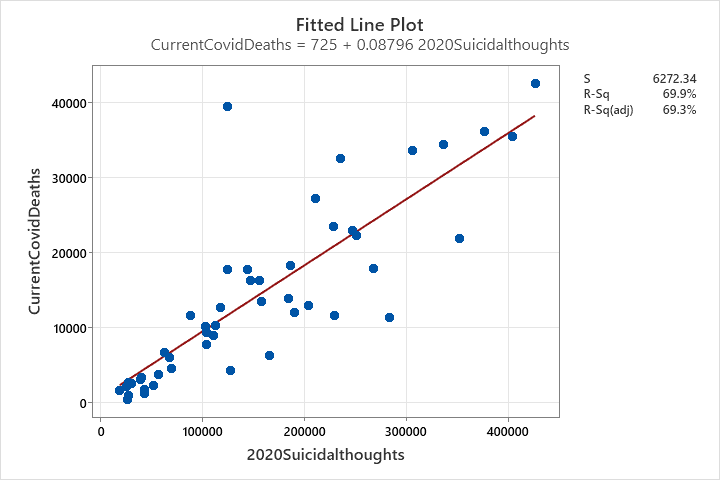 Fitted Line Plot
CurrentCovidDeaths = 725 + 0.08796 2020Suicidalthoughts
S 6272.34
R-Sq 69.9%
R-Sq(adj) 69.3%
CurrentCovidDeaths
40000
30000
20000
10000
0
0 100000 200000 300000 400000
2020Suicidalthoughts